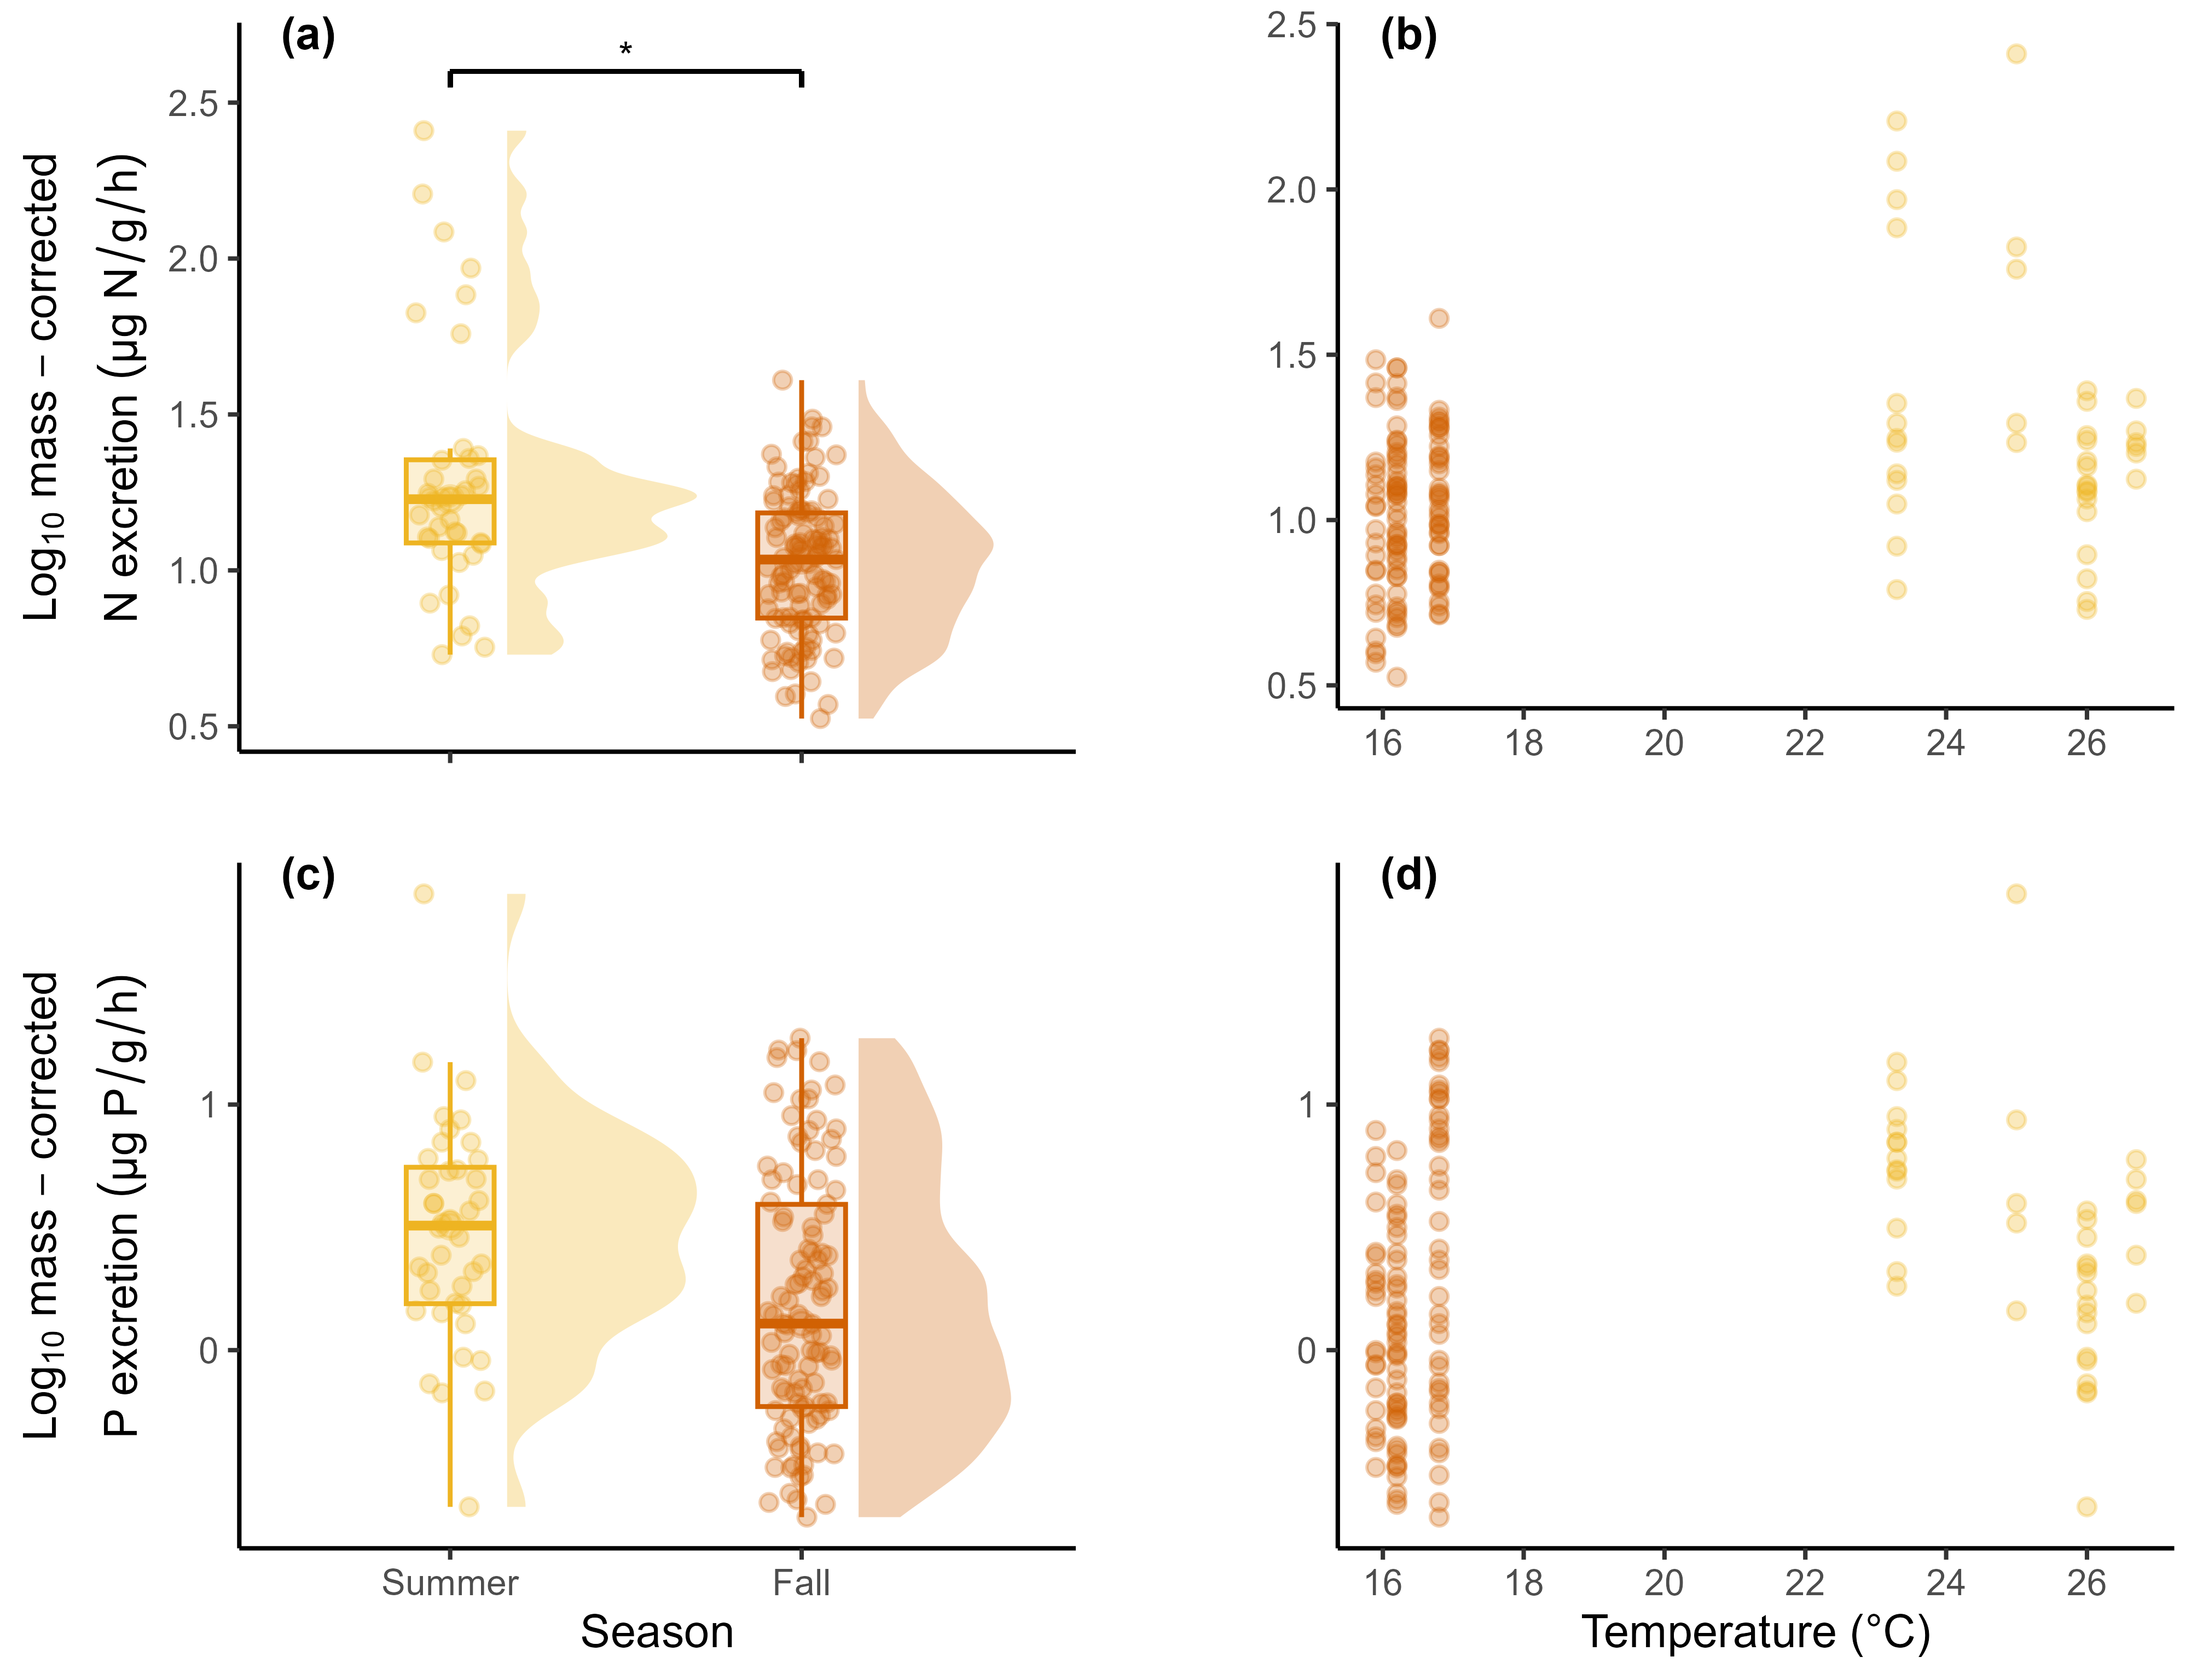 (a)
*
Log10 mass – corrected
N excretion (µg N/g/h)
2.5
2.0
1.5
1.0
0.5
(b)
2.5
2.0
1.5
1.0
0.5
16 18 20 22 24 26
(c)
Log10 mass – corrected
P excretion (µg P/g/h)
1
0
Summer Fall
Season
(d)
1
0
16 18 20 22 24 26
Temperature (°C)